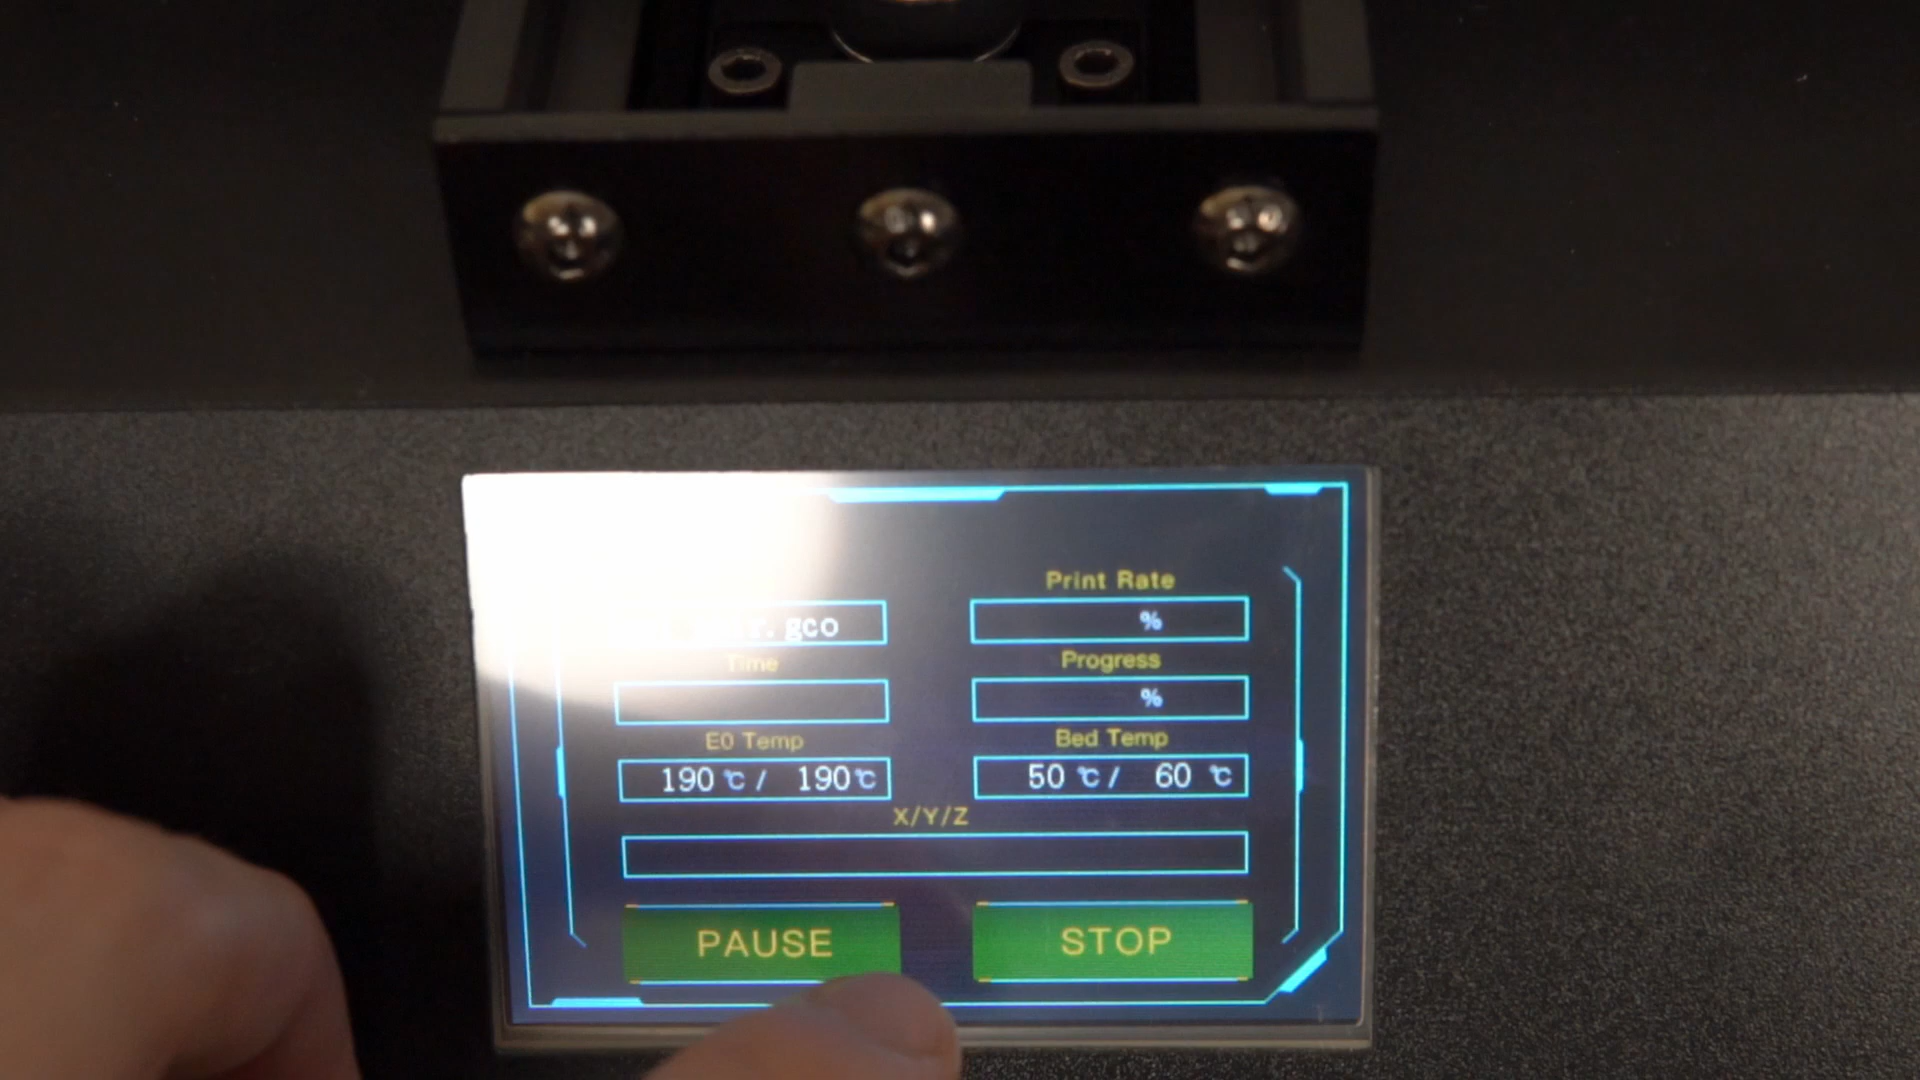 Print Rate
r.gco %
Time Progress
%
E0 Temp Bed Temp
190 ℃ / 190℃ 50 ℃ / 60 ℃
X/Y/Z
PAUSE STOP